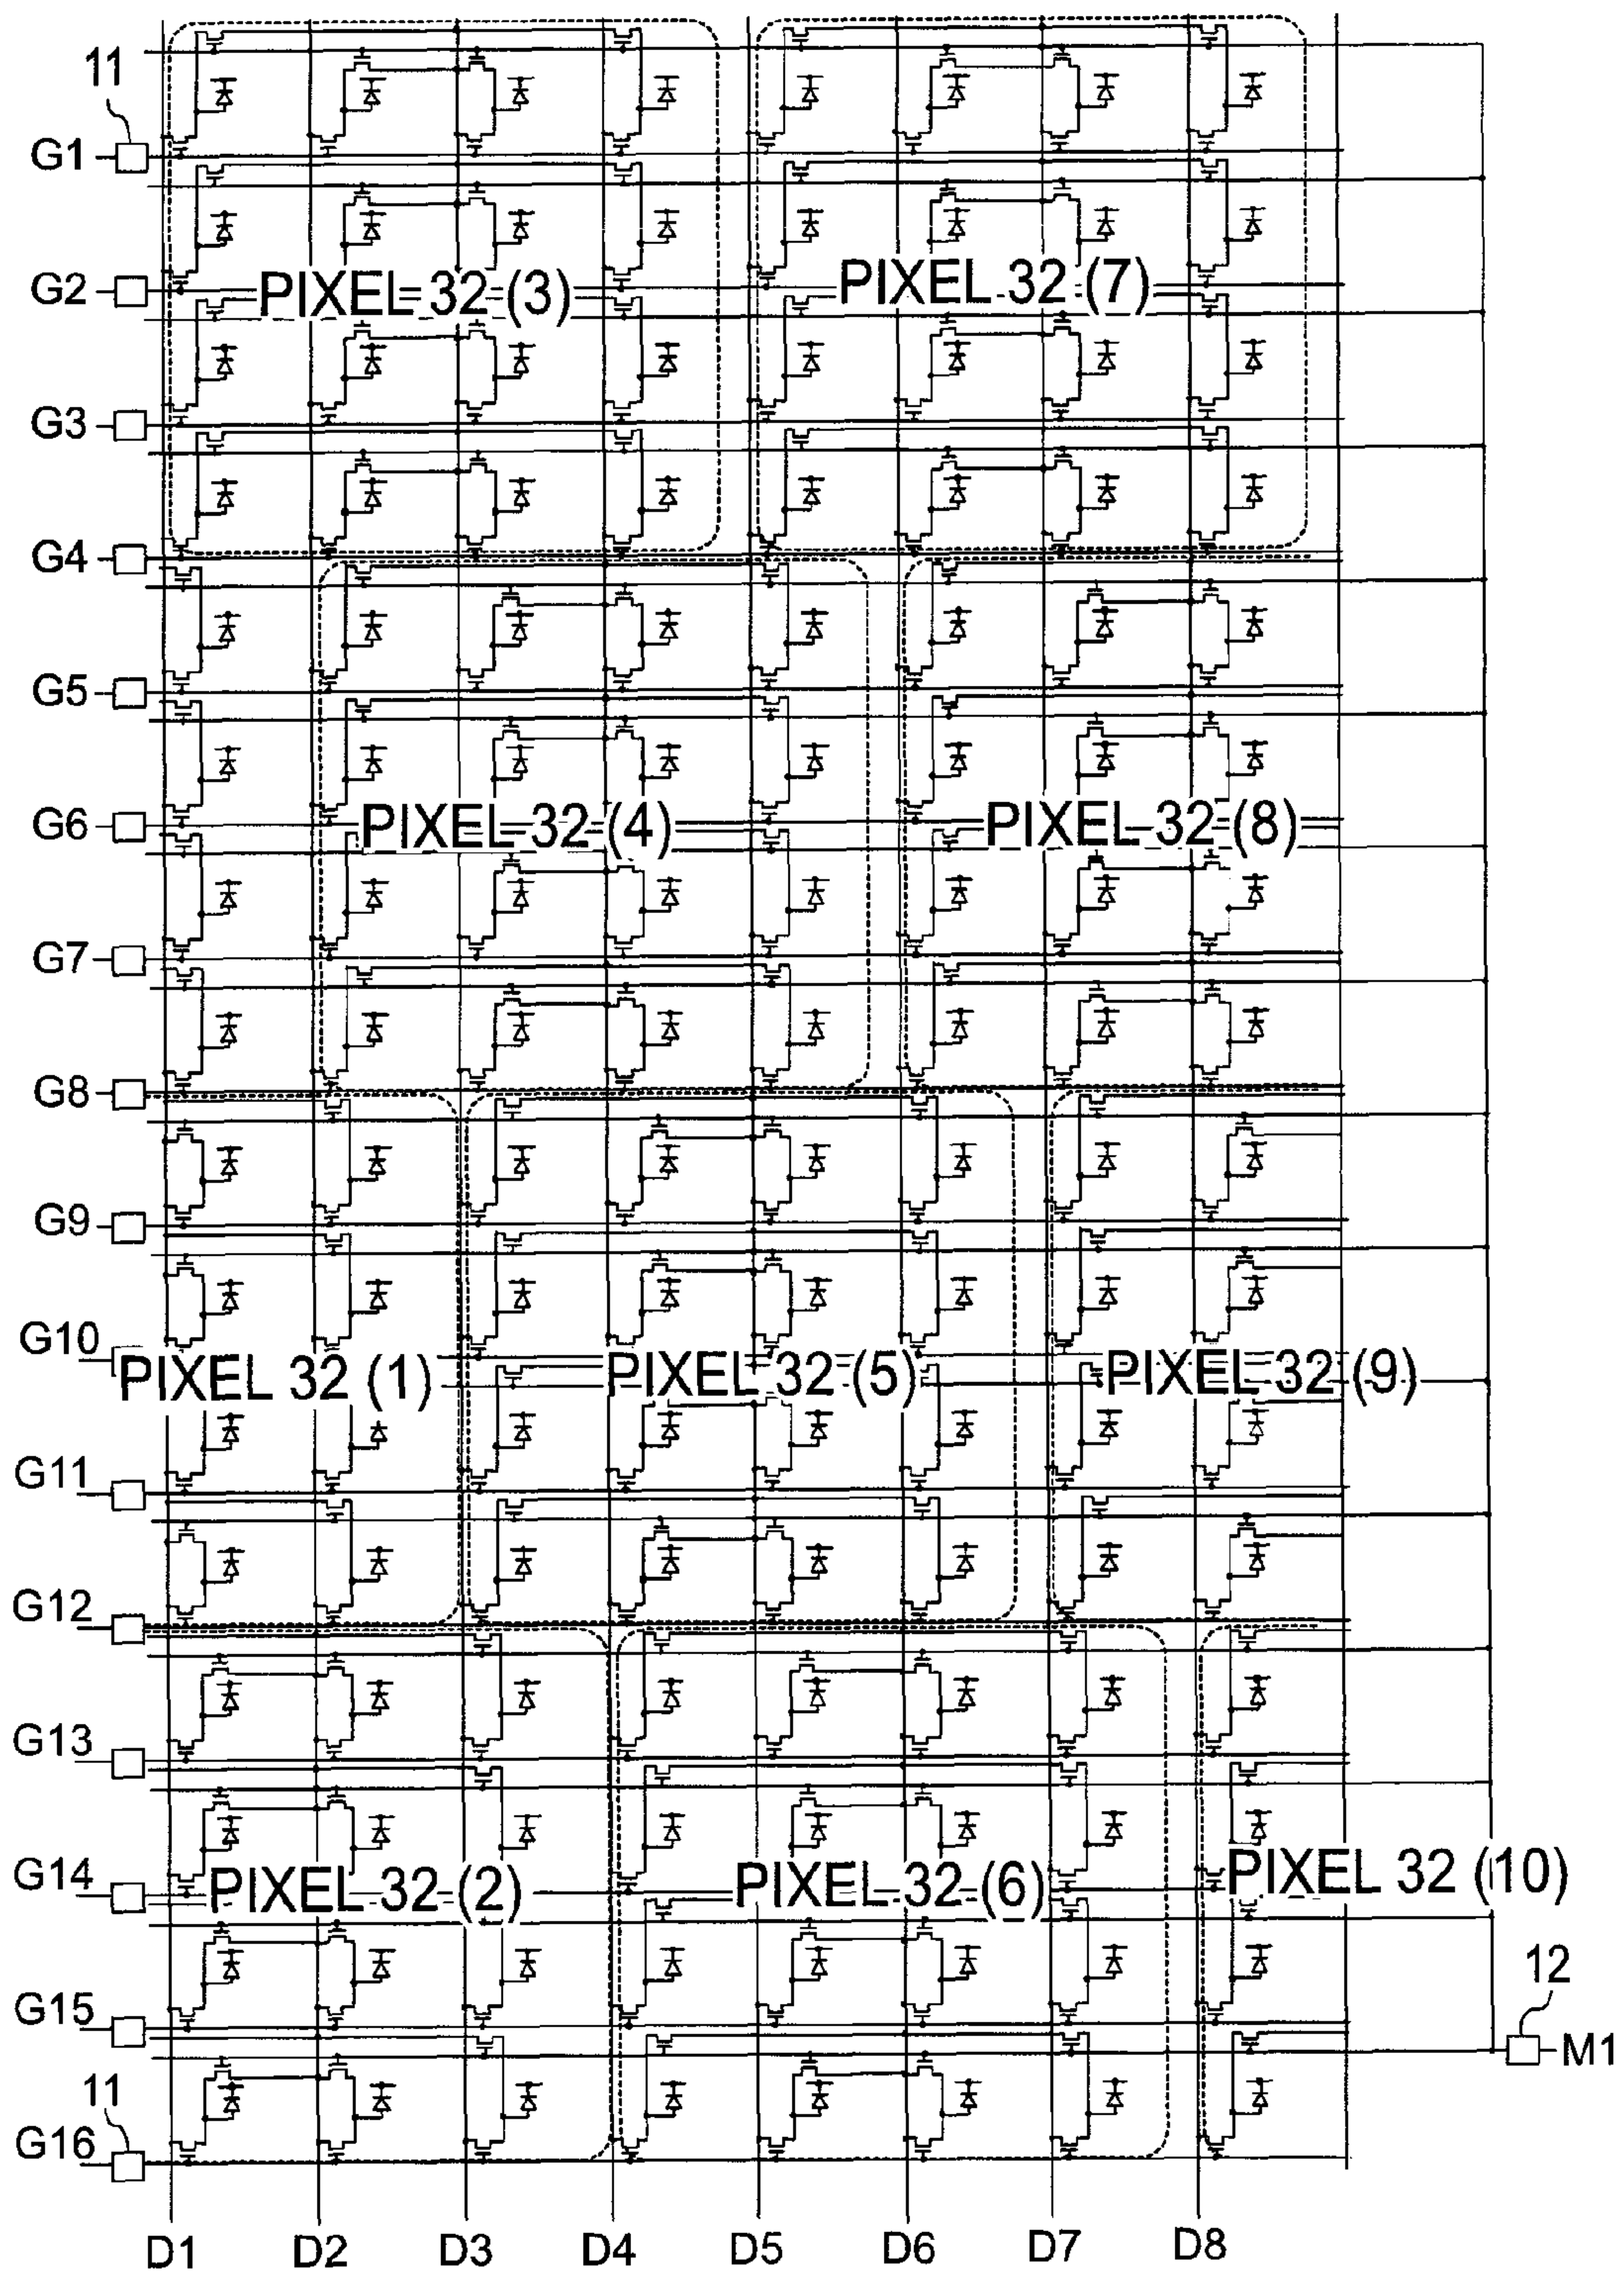 11
G1
G2
PIXEL 32 (3)
PIXEL 32 (7)
G3
G4
G5
G6
PIXEL 32 (4)
PIXEL 32 (8)
G7
G8
G9
G10
PIXEL 32 (1)
PIXEL 32 (5)
PIXEL 32 (9)
G11
G12
G13
G14
PIXEL 32 (2)
PIXEL 32 (6)
PIXEL 32 (10)
G15
12
M1
11
G16
D1 D2 D3 D4 D5 D6 D7 D8